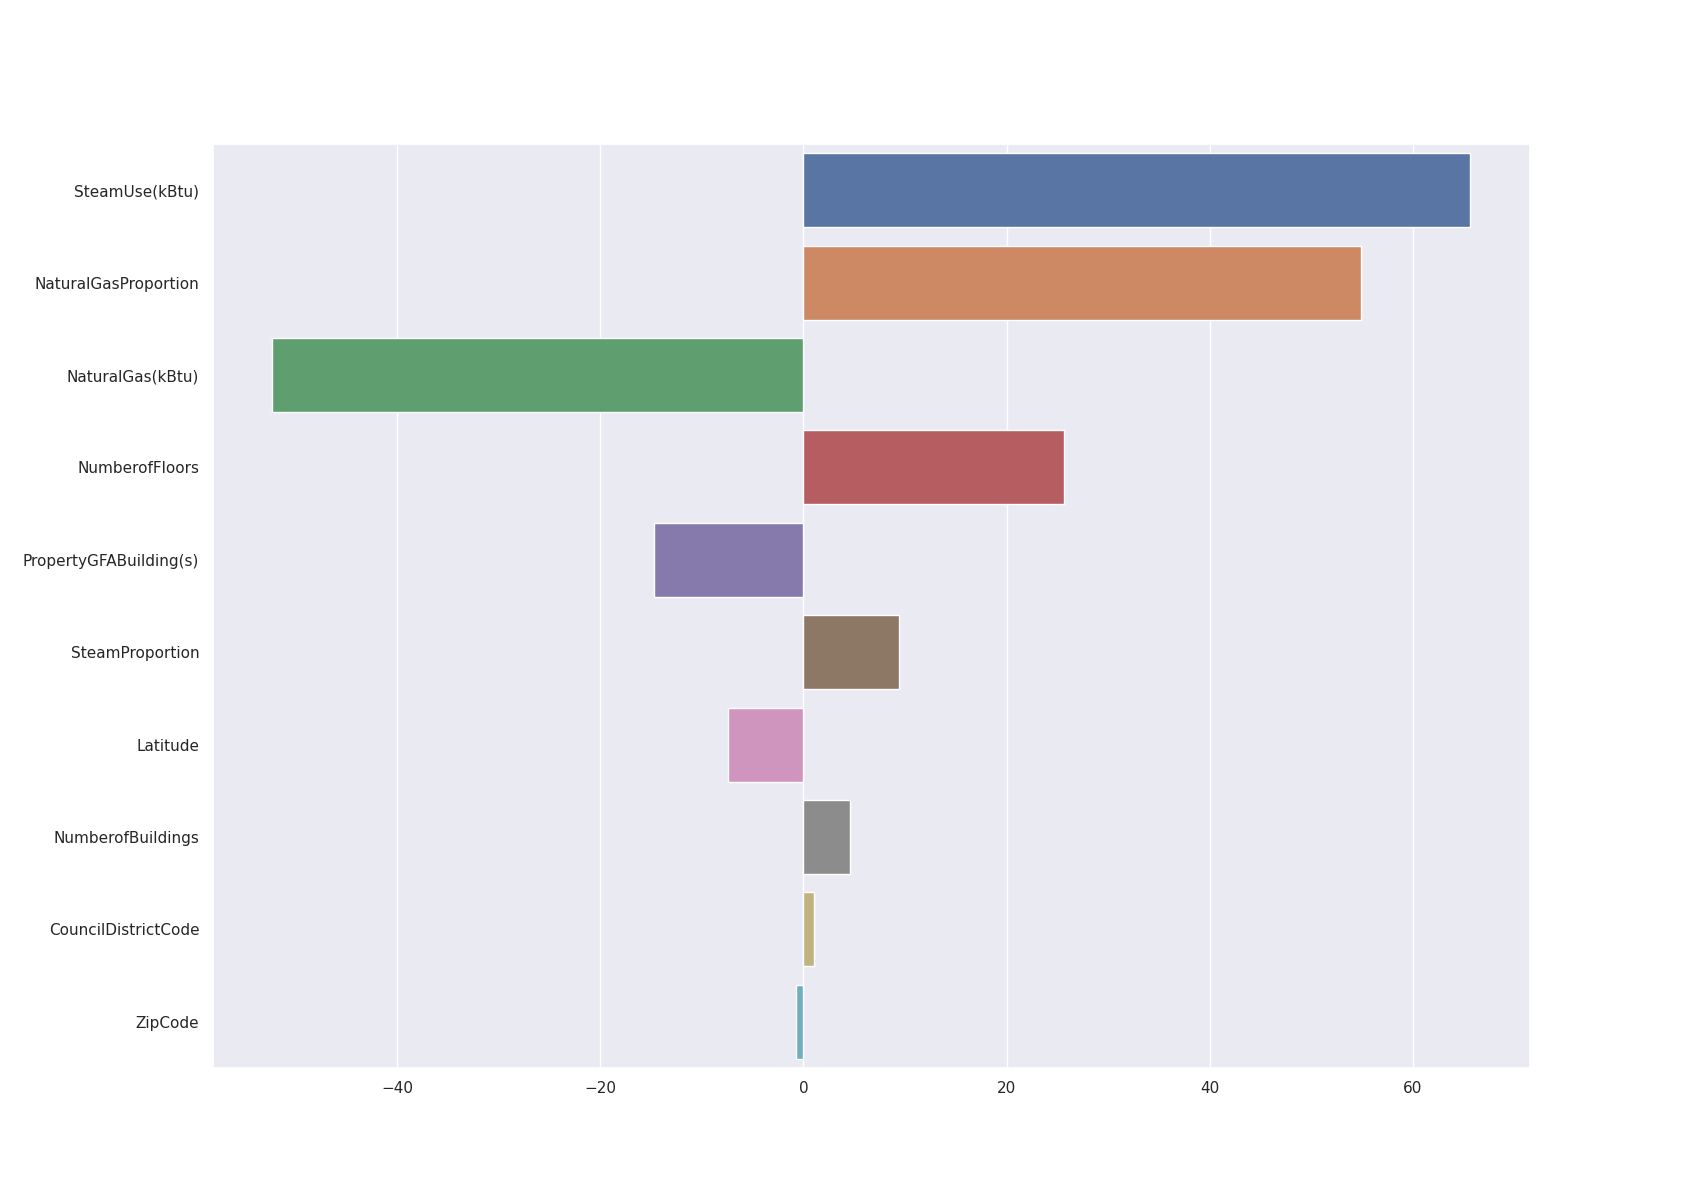 SteamUse(kBtu)
NaturalGasProportion
NaturalGas(kBtu)
NumberofFloors
PropertyGFABuilding(s)
SteamProportion
Latitude
NumberofBuildings
CouncilDistrictCode
ZipCode
−40 −20 0 20 40 60